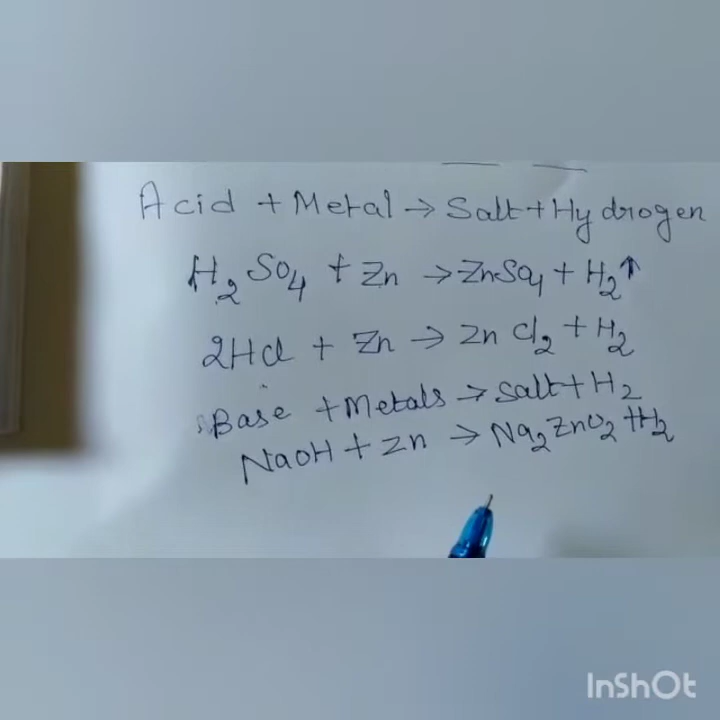 Acid + Metal → Salt + Hydrogen
H₂SO₄ + Zn → ZnSO₄ + H₂↑
2HCl + Zn → ZnCl₂ + H₂
Base + Metals → Salt + H₂
NaOH + Zn → Na₂ZnO₂ + H₂
InShOt